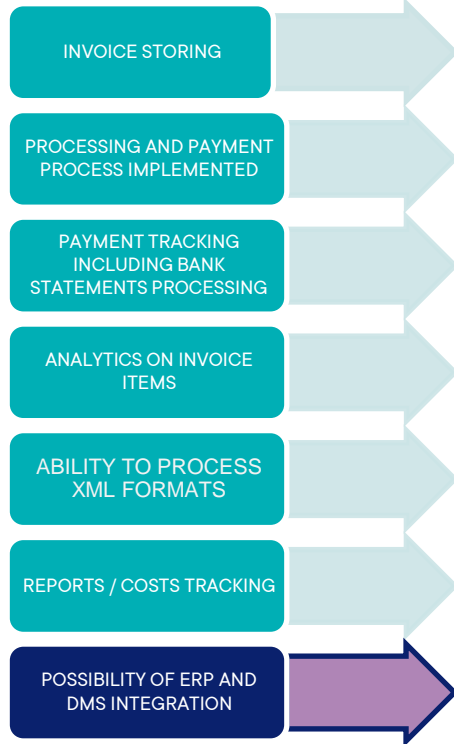 INVOICE STORING
PROCESSING AND PAYMENT
PROCESS IMPLEMENTED
PAYMENT TRACKING
INCLUDING BANK
STATEMENTS PROCESSING
ANALYTICS ON INVOICE
ITEMS
ABILITY TO PROCESS
XML FORMATS
REPORTS / COSTS TRACKING
POSSIBILITY OF ERP AND
DMS INTEGRATION